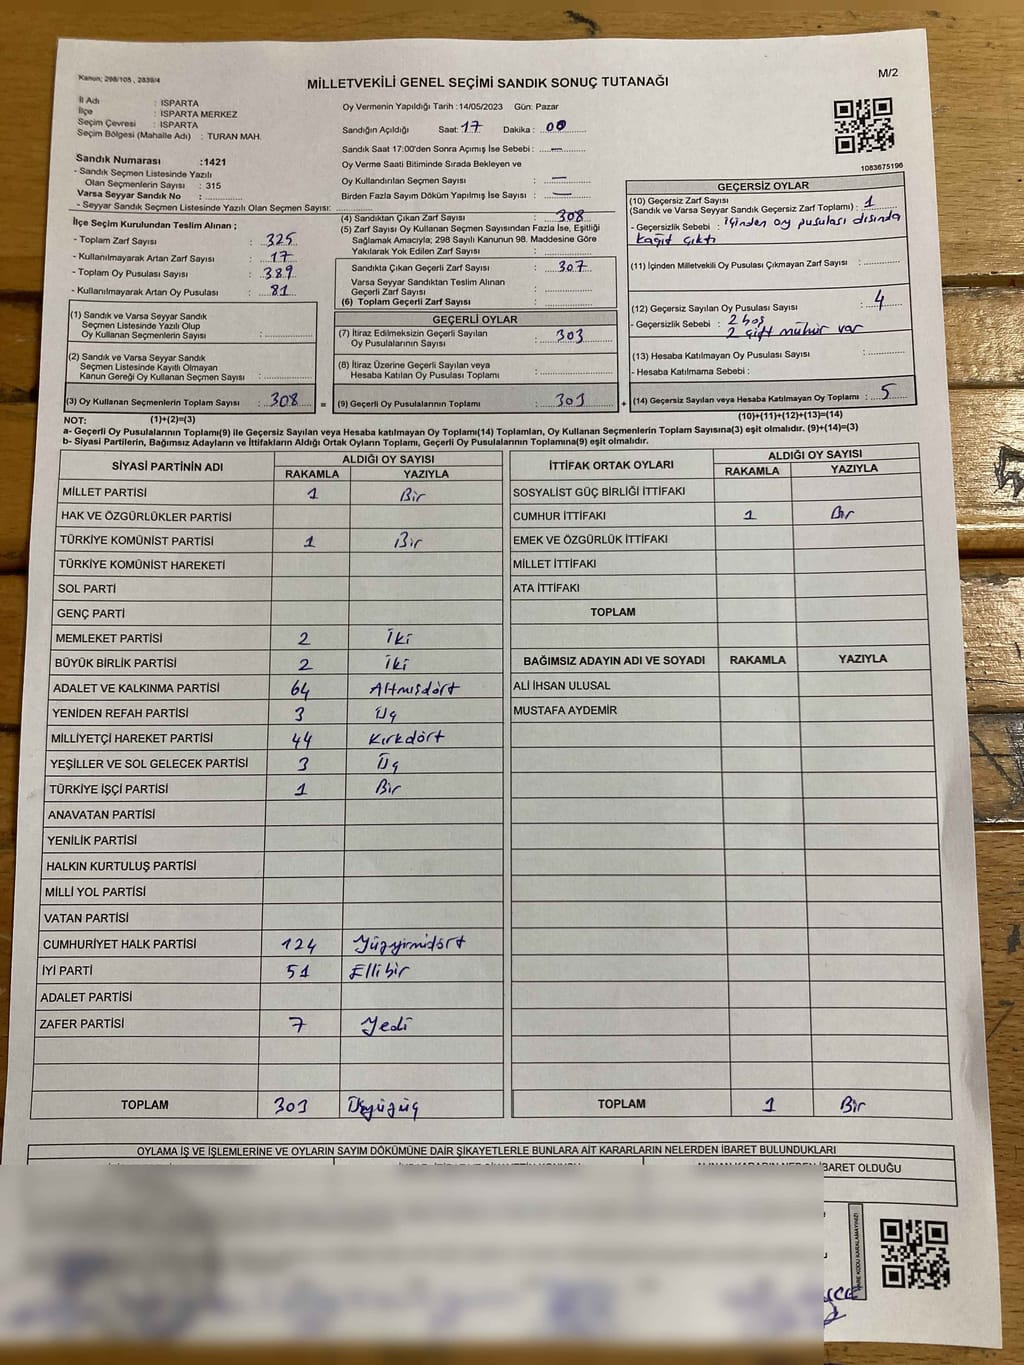 Kanun; 298/105 , 2839/4
MİLLETVEKİLİ GENEL SEÇİMİ SANDIK SONUÇ TUTANAĞI
M/2
İl Adı : ISPARTA
İlçe : ISPARTA MERKEZ
Seçim Çevresi : ISPARTA
Seçim Bölgesi (Mahalle Adı) : TURAN MAH.
Sandık Numarası :1421
- Sandık Seçmen Listesinde Yazılı
Olan Seçmenlerin Sayısı : 315
Varsa Seyyar Sandık No :
- Seyyar Sandık Seçmen Listesinde Yazılı Olan Seçmen Sayısı:
İlçe Seçim Kurulundan Teslim Alınan ;
- Toplam Zarf Sayısı : 325
- Kullanılmayarak Artan Zarf Sayısı : 17
- Toplam Oy Pusulası Sayısı : 389
- Kullanılmayarak Artan Oy Pusulası : 81
(1) Sandık ve Varsa Seyyar Sandık
Seçmen Listesinde Yazılı Olup
Oy Kullanan Seçmenlerin Sayısı :
(2) Sandık ve Varsa Seyyar Sandık
Seçmen Listesinde Kayıtlı Olmayan
Kanun Gereği Oy Kullanan Seçmen Sayısı :
(3) Oy Kullanan Seçmenlerin Toplam Sayısı : 308 =
Oy Vermenin Yapıldığı Tarih : 14/05/2023 Gün: Pazar
Sandığın Açıldığı Saat: 17 Dakika : 00
Sandık Saat 17:00'den Sonra Açımış İse Sebebi : —
Oy Verme Saati Bitiminde Sırada Bekleyen ve
Oy Kullandırılan Seçmen Sayısı : —
Birden Fazla Sayım Döküm Yapılmış İse Sayısı : —
(4) Sandıktan Çıkan Zarf Sayısı : 308
(5) Zarf Sayısı Oy Kullanan Seçmen Sayısından Fazla İse, Eşitliği
Sağlamak Amacıyla; 298 Sayılı Kanunun 98. Maddesine Göre
Yakılarak Yok Edilen Zarf Sayısı :
Sandıkta Çıkan Geçerli Zarf Sayısı : 307
Varsa Seyyar Sandıktan Teslim Alınan
Geçerli Zarf Sayısı :
(6) Toplam Geçerli Zarf Sayısı :
GEÇERLİ OYLAR
(7) İtiraz Edilmeksizin Geçerli Sayılan
Oy Pusulalarının Sayısı : 303
(8) İtiraz Üzerine Geçerli Sayılan veya
Hesaba Katılan Oy Pusulası Toplamı :
(9) Geçerli Oy Pusulalarının Toplamı : 303 +
1083675196
GEÇERSİZ OYLAR
(10) Geçersiz Zarf Sayısı
(Sandık ve Varsa Seyyar Sandık Geçersiz Zarf Toplamı) : 1
- Geçersizlik Sebebi : içinden oy pusulası dışında
kağıt çıktı
(11) İçinden Milletvekili Oy Pusulası Çıkmayan Zarf Sayısı :
(12) Geçersiz Sayılan Oy Pusulası Sayısı : 4
- Geçersizlik Sebebi : 2 boş
2 çift mühür var
(13) Hesaba Katılmayan Oy Pusulası Sayısı :
- Hesaba Katılmama Sebebi :
(14) Geçersiz Sayılan veya Hesaba Katılmayan Oy Toplamı : 5
NOT: (1)+(2)=(3) (10)+(11)+(12)+(13)=(14)
a- Geçerli Oy Pusulalarının Toplamı(9) ile Geçersiz Sayılan veya Hesaba katılmayan Oy Toplamı(14) Toplamları, Oy Kullanan Seçmenlerin Toplam Sayısına(3) eşit olmalıdır. (9)+(14)=(3)
b- Siyasi Partilerin, Bağımsız Adayların ve İttifakların Aldığı Ortak Oyların Toplamı, Geçerli Oy Pusulalarının Toplamına(9) eşit olmalıdır.
SİYASİ PARTİNİN ADI ALDIĞI OY SAYISI
RAKAMLA YAZIYLA
MİLLET PARTİSİ 1 Bir
HAK VE ÖZGÜRLÜKLER PARTİSİ
TÜRKİYE KOMÜNİST PARTİSİ 1 Bir
TÜRKİYE KOMÜNİST HAREKETİ
SOL PARTİ
GENÇ PARTİ
MEMLEKET PARTİSİ 2 İki
BÜYÜK BİRLİK PARTİSİ 2 İki
ADALET VE KALKINMA PARTİSİ 64 Altmışdört
YENİDEN REFAH PARTİSİ 3 Üç
MİLLİYETÇİ HAREKET PARTİSİ 44 Kırkdört
YEŞİLLER VE SOL GELECEK PARTİSİ 3 Üç
TÜRKİYE İŞÇİ PARTİSİ 1 Bir
ANAVATAN PARTİSİ
YENİLİK PARTİSİ
HALKIN KURTULUŞ PARTİSİ
MİLLİ YOL PARTİSİ
VATAN PARTİSİ
CUMHURİYET HALK PARTİSİ 124 Yüzyirmidört
İYİ PARTİ 51 Ellibir
ADALET PARTİSİ
ZAFER PARTİSİ 7 Yedi
TOPLAM 303 Üçyüzüç
İTTİFAK ORTAK OYLARI ALDIĞI OY SAYISI
RAKAMLA YAZIYLA
SOSYALİST GÜÇ BİRLİĞİ İTTİFAKI
CUMHUR İTTİFAKI 1 Bir
EMEK VE ÖZGÜRLÜK İTTİFAKI
MİLLET İTTİFAKI
ATA İTTİFAKI
TOPLAM
BAĞIMSIZ ADAYIN ADI VE SOYADI RAKAMLA YAZIYLA
ALİ İHSAN ULUSAL
MUSTAFA AYDEMİR
TOPLAM 1 Bir
OYLAMA İŞ VE İŞLEMLERİNE VE OYLARIN SAYIM DÖKÜMÜNE DAİR ŞİKAYETLERLE BUNLARA AİT KARARLARIN NELERDEN İBARET BULUNDUKLARI
ALINAN KARARIN NEDEN İBARET OLDUĞU